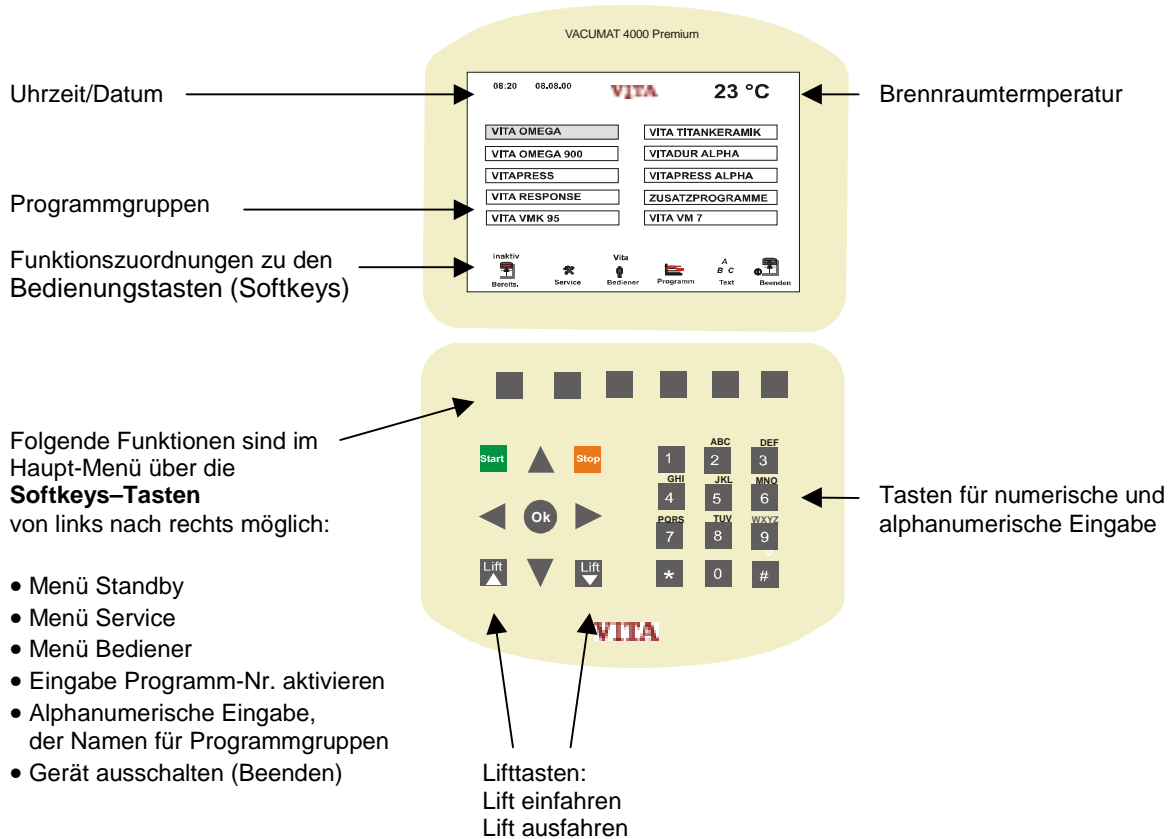 VACUMAT 4000 Premium
Uhrzeit/Datum
08:20 08.08.00 VITA 23 °C
Brennraumtermperatur
VITA OMEGA VITA TITANKERAMIK
VITA OMEGA 900 VITADUR ALPHA
VITAPRESS VITAPRESS ALPHA
VITA RESPONSE ZUSATZPROGRAMME
VITA VMK 95 VITA VM 7
Programmgruppen
Funktionszuordnungen zu den
Bedienungstasten (Softkeys)
inaktiv Vita A
B C
Bereits. Service Bediener Programm Text Beenden
Folgende Funktionen sind im
Haupt-Menü über die
Softkeys–Tasten
von links nach rechts möglich:
• Menü Standby
• Menü Service
• Menü Bediener
• Eingabe Programm-Nr. aktivieren
• Alphanumerische Eingabe,
der Namen für Programmgruppen
• Gerät ausschalten (Beenden)
Start Stop
Ok
Lift Lift
ABC DEF
1 2 3
GHI JKL MNO
4 5 6
PQRS TUV WXYZ
7 8 9
* 0 #
VITA
Tasten für numerische und
alphanumerische Eingabe
Lifttasten:
Lift einfahren
Lift ausfahren